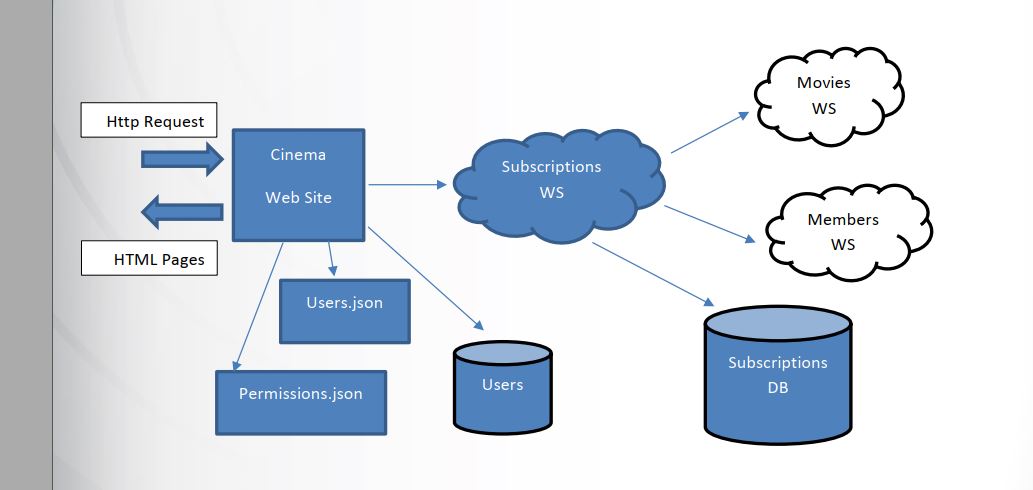 Http Request
Cinema
Web Site
HTML Pages
Users.json
Permissions.json
Users
Subscriptions
WS
Movies
WS
Members
WS
Subscriptions
DB